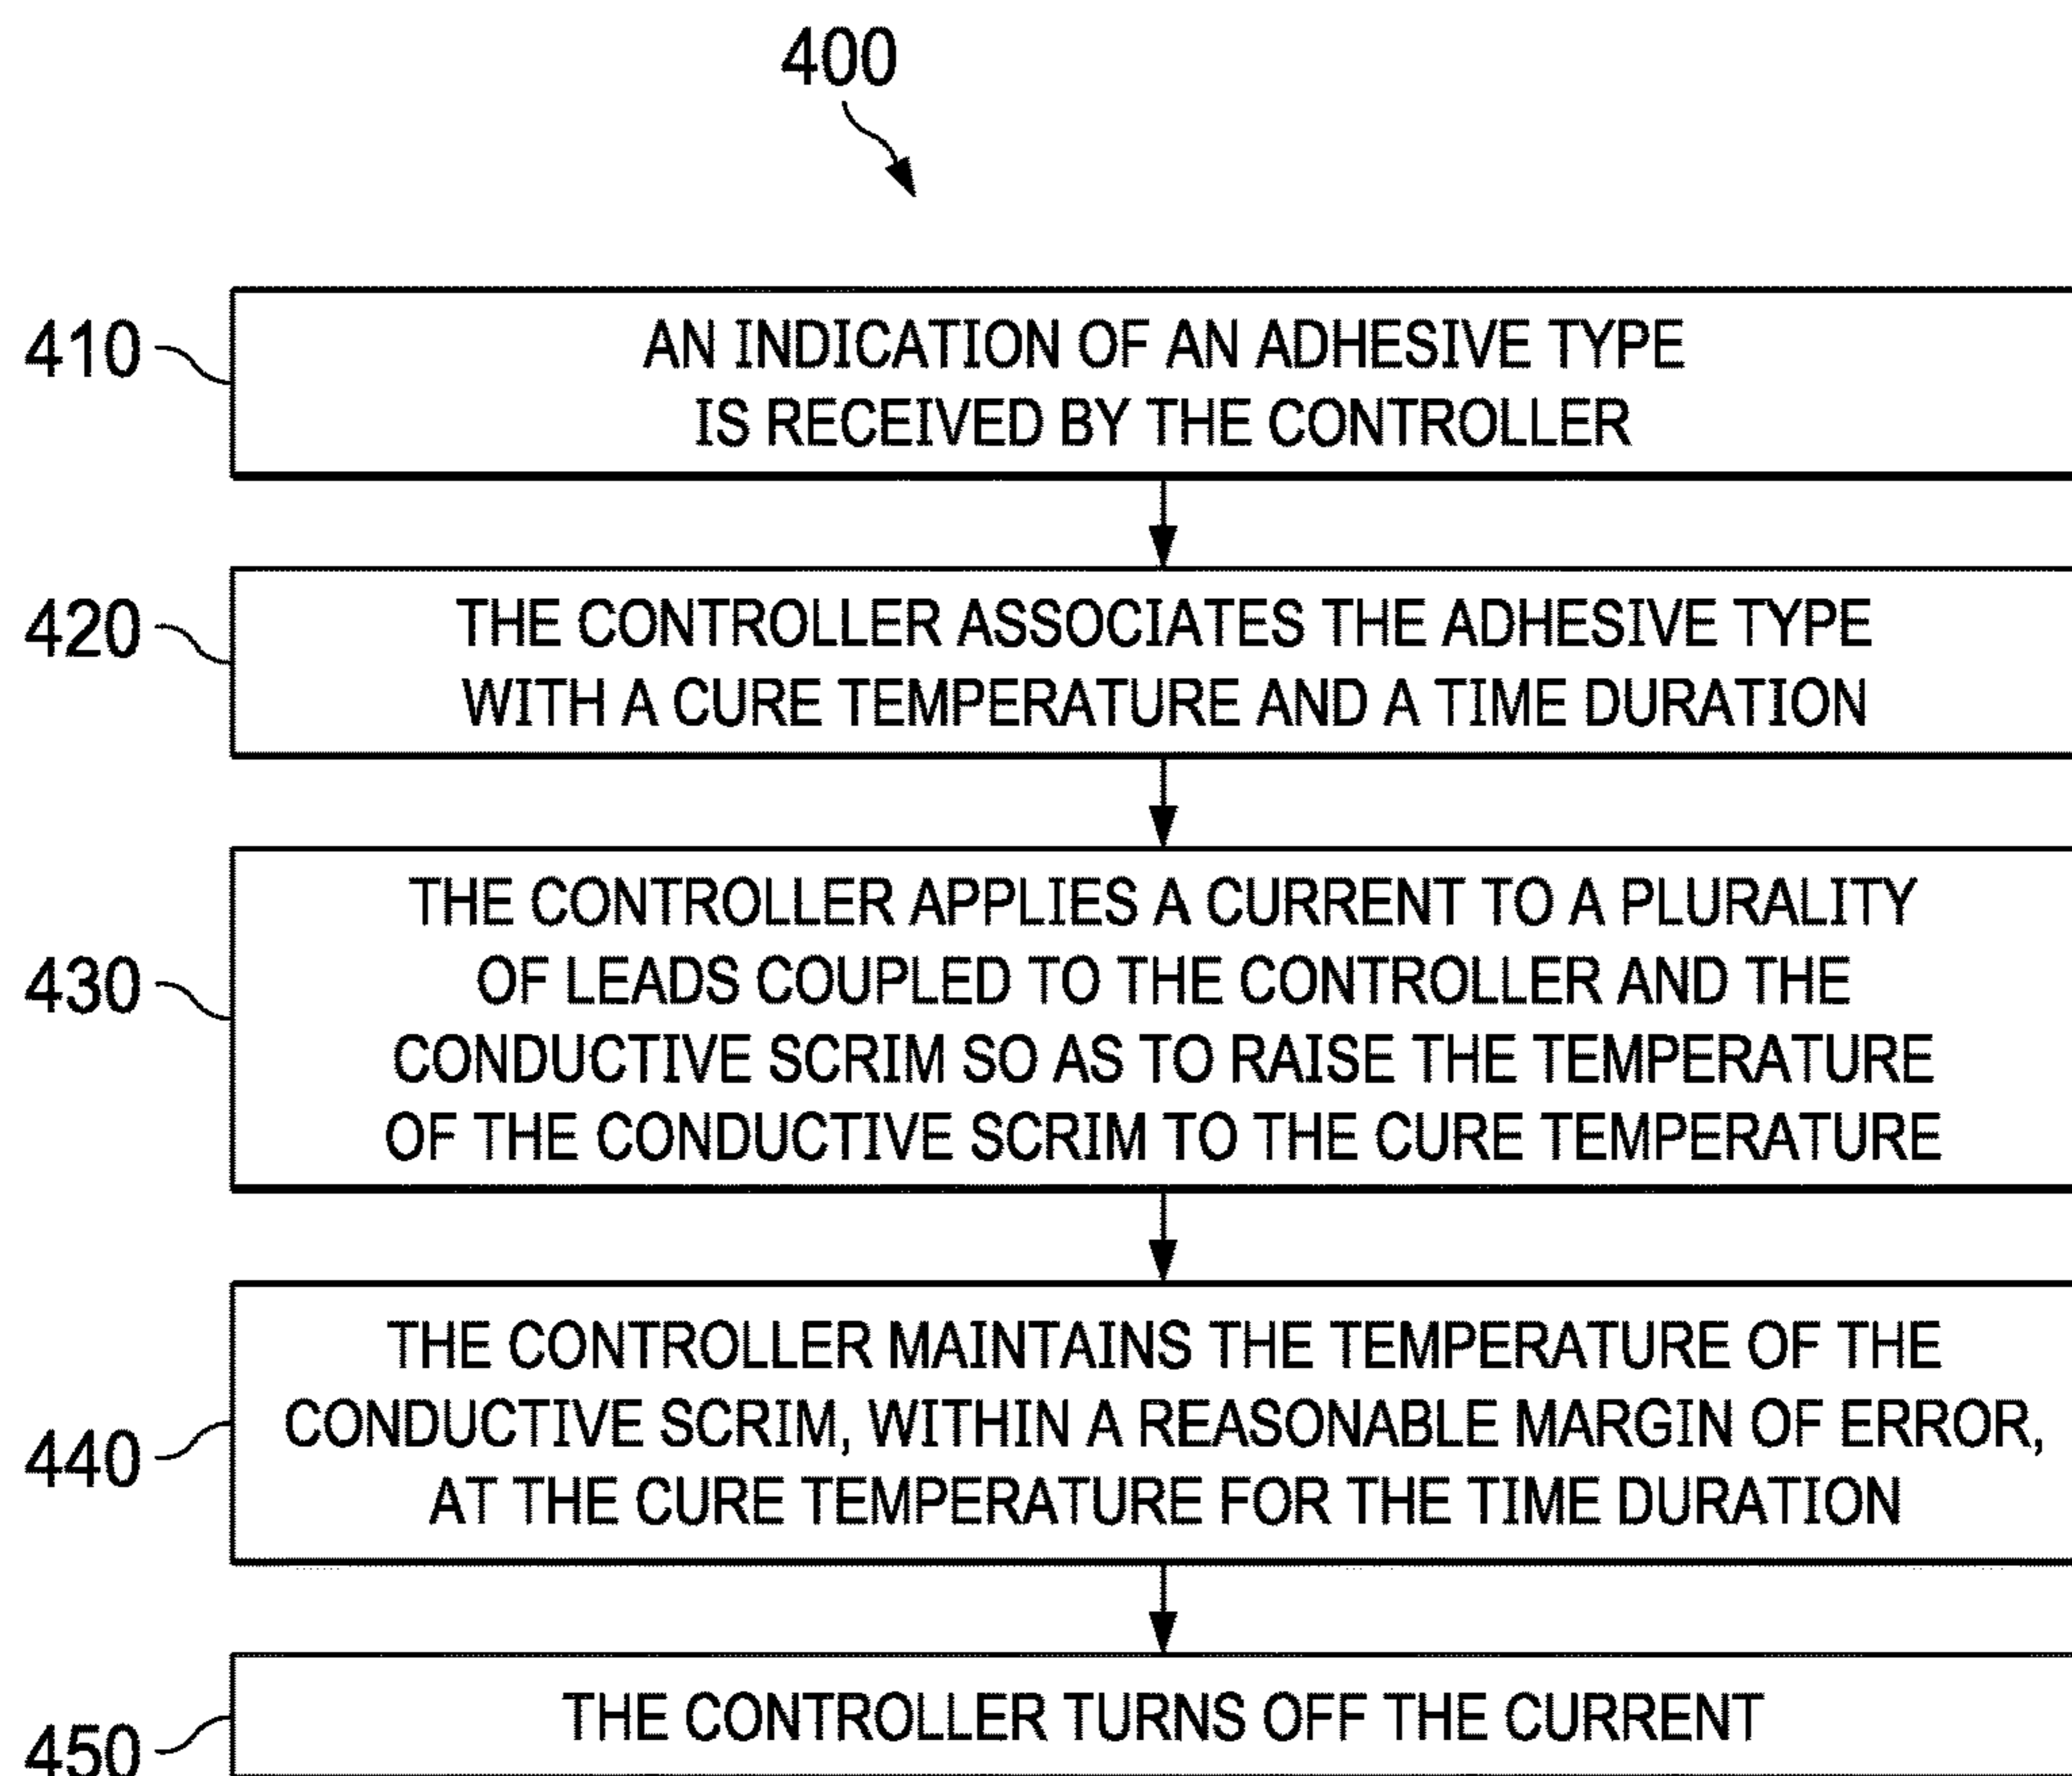 400
410
AN INDICATION OF AN ADHESIVE TYPE
IS RECEIVED BY THE CONTROLLER
420
THE CONTROLLER ASSOCIATES THE ADHESIVE TYPE
WITH A CURE TEMPERATURE AND A TIME DURATION
430
THE CONTROLLER APPLIES A CURRENT TO A PLURALITY
OF LEADS COUPLED TO THE CONTROLLER AND THE
CONDUCTIVE SCRIM SO AS TO RAISE THE TEMPERATURE
OF THE CONDUCTIVE SCRIM TO THE CURE TEMPERATURE
440
THE CONTROLLER MAINTAINS THE TEMPERATURE OF THE
CONDUCTIVE SCRIM, WITHIN A REASONABLE MARGIN OF ERROR,
AT THE CURE TEMPERATURE FOR THE TIME DURATION
450
THE CONTROLLER TURNS OFF THE CURRENT